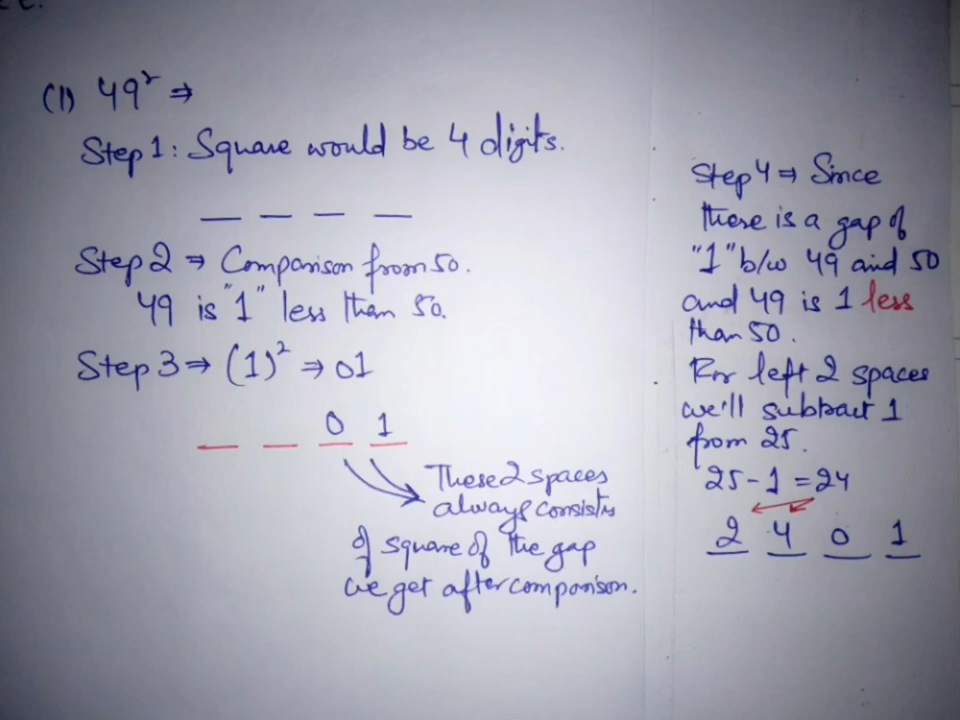 (1) 49² ⇒
Step 1: Square would be 4 digits.
Step 2 ⇒ Comparison from 50.
49 is "1" less than 50.
Step 3 ⇒ (1)² ⇒ 01
0 1
These 2 spaces
always consists
of square of the gap
we get after comparison.
Step 4 ⇒ Since
there is a gap of
"1" b/w 49 and 50
and 49 is 1 less
than 50.
For left 2 spaces
we'll subtract 1
from 25.
25 - 1 = 24
2 4 0 1